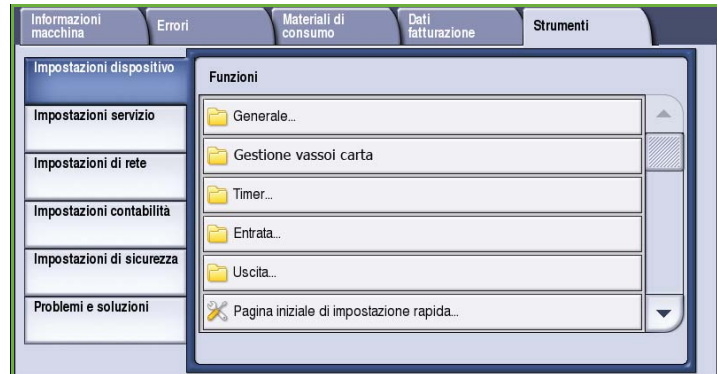 Informazioni macchina
Errori
Materiali di consumo
Dati fatturazione
Strumenti
Impostazioni dispositivo
Impostazioni servizio
Impostazioni di rete
Impostazioni contabilità
Impostazioni di sicurezza
Problemi e soluzioni
Funzioni
Generale...
Gestione vassoi carta
Timer...
Entrata...
Uscita...
Pagina iniziale di impostazione rapida...